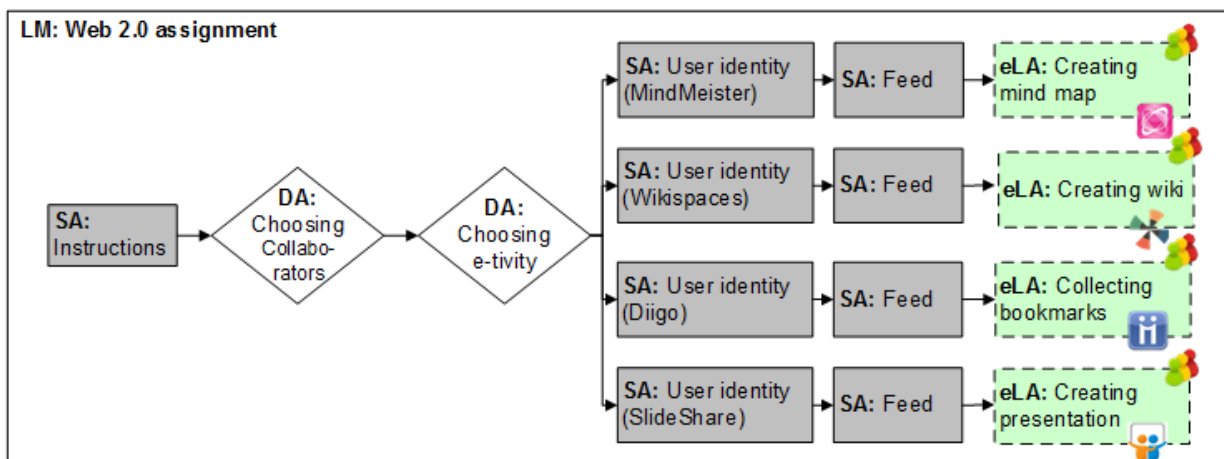 LM: Web 2.0 assignment
SA:
Instructions
DA:
Choosing
Collabo-
rators
DA:
Choosing
e-tivity
SA: User identity
(MindMeister)
SA: Feed
eLA: Creating
mind map
SA: User identity
(Wikispaces)
SA: Feed
eLA: Creating wiki
SA: User identity
(Diigo)
SA: Feed
eLA: Collecting
bookmarks
SA: User identity
(SlideShare)
SA: Feed
eLA: Creating
presentation